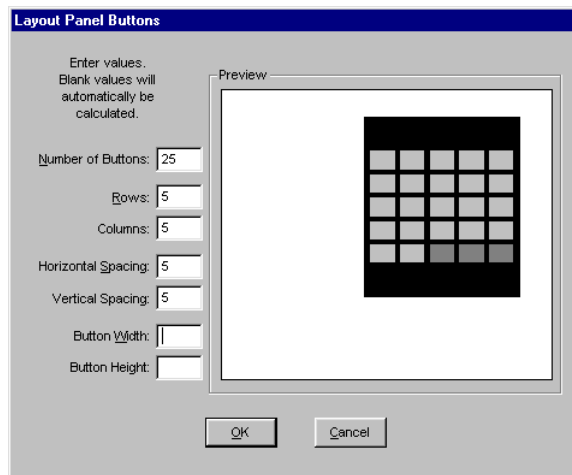 Layout Panel Buttons
Enter values.
Blank values will
automatically be
calculated.
Preview
Number of Buttons: 25
Rows: 5
Columns: 5
Horizontal Spacing: 5
Vertical Spacing: 5
Button Width:
Button Height:
OK Cancel